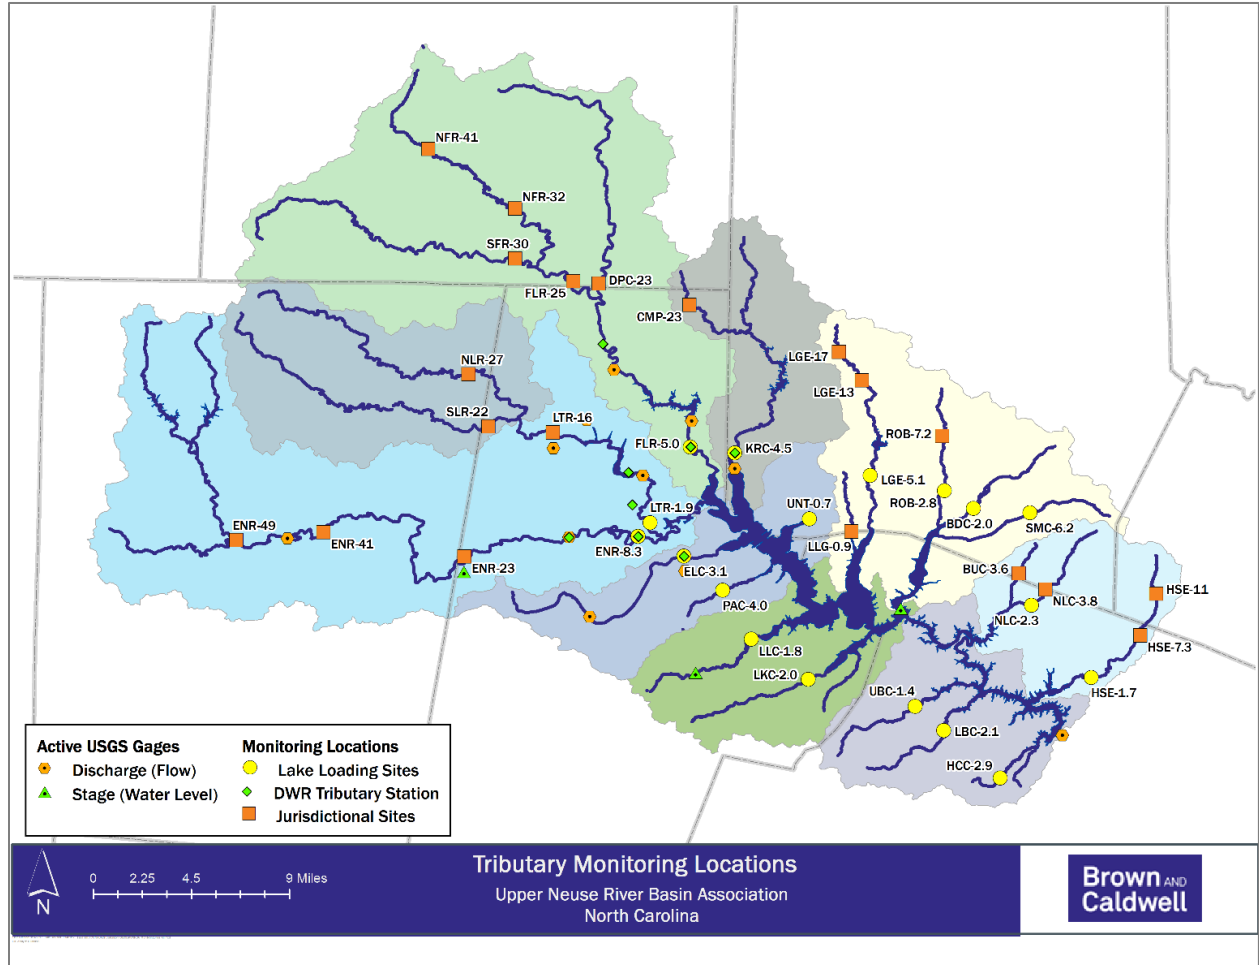 NFR-41
NFR-32
SFR-30
FLR-25
DPC-23
CMP-23
LGE-17
NLR-27
LGE-13
SLR-22
LTR-16
ROB-7.2
FLR-5.0
KRC-4.5
LGE-5.1
UNT-0.7
ROB-2.8
LTR-1.9
BDC-2.0
SMC-6.2
ENR-49
ENR-41
ENR-8.3
LLG-0.9
ENR-23
ELC-3.1
BUC-3.6
HSE-11
PAC-4.0
NLC-3.8
NLC-2.3
HSE-7.3
LLC-1.8
LKC-2.0
UBC-1.4
HSE-1.7
LBC-2.1
HCC-2.9
Active USGS Gages
Discharge (Flow)
Stage (Water Level)
Monitoring Locations
Lake Loading Sites
DWR Tributary Station
Jurisdictional Sites
N
0 2.25 4.5 9 Miles
Tributary Monitoring Locations
Upper Neuse River Basin Association
North Carolina
Brown AND
Caldwell